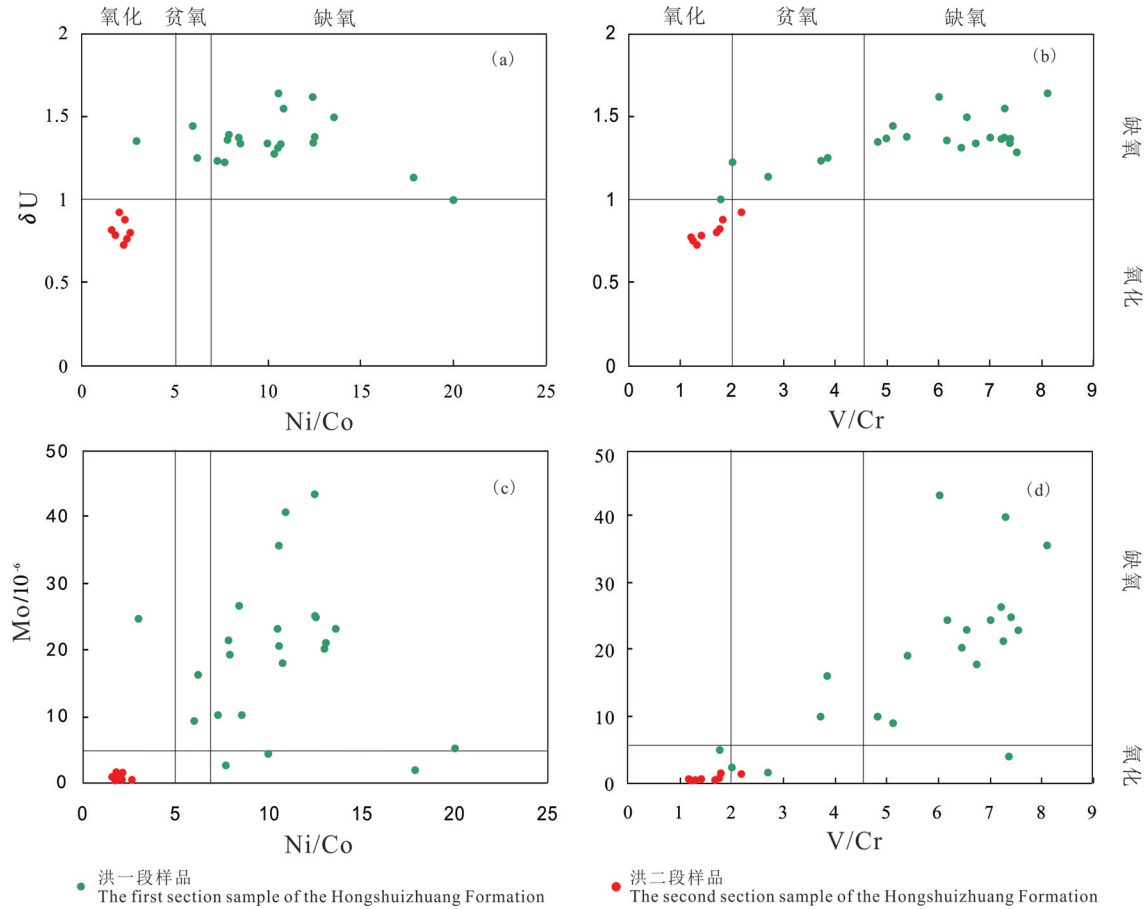 氧化 贫氧 缺氧
氧化 贫氧 缺氧
2
1.5
1
0.5
0
δU
(a)
0 5 10 15 20 25
Ni/Co
2
1.5
1
0.5
0
(b)
缺氧
氧化
0 1 2 3 4 5 6 7 8 9
V/Cr
50
40
30
20
10
0
Mo/10⁻⁶
(c)
0 5 10 15 20 25
Ni/Co
50
40
30
20
10
0
(d)
缺氧
氧化
0 1 2 3 4 5 6 7 8 9
V/Cr
洪一段样品
The first section sample of the Hongshuizhuang Formation
洪二段样品
The second section sample of the Hongshuizhuang Formation